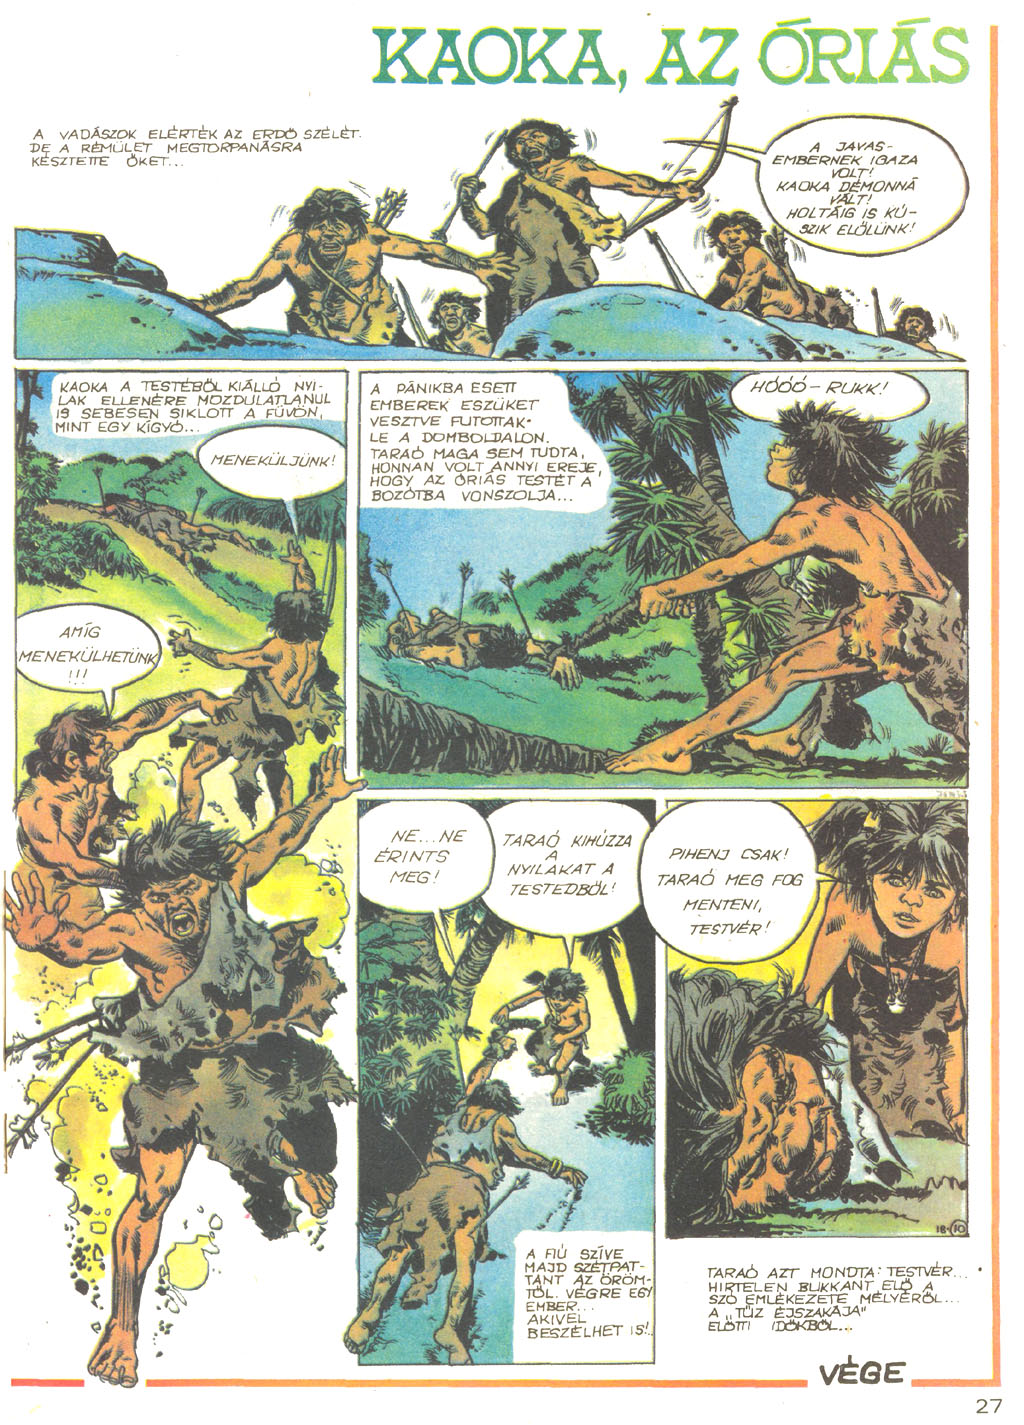 KAOKA, AZ ÓRIÁS
A VADÁSZOK ELÉRTÉK AZ ERDŐ SZÉLÉT.
DE A RÉMÜLET MEGTORPANÁSRA
KÉSZTETTE ŐKET...
A JAVAS-
EMBERNEK IGAZA
VOLT!
KAOKA DÉMONNÁ
VÁLT!
HOLTÁIG IS KÚ-
SZIK ELŐLÜNK!
KAOKA A TESTÉBŐL KIÁLLÓ NYI-
LAK ELLENÉRE MOZDULATLANUL
IS SEBESEN SIKLOTT A FÜVÖN,
MINT EGY KÍGYÓ...
MENEKÜLJÜNK!
AMÍG
MENEKÜLHETÜNK
!!!
A PÁNIKBA ESETT
EMBEREK ESZÜKET
VESZTVE FUTOTTAK
LE A DOMBOLDALON.
TARAÓ MAGA SEM TUDTA,
HONNAN VOLT ANNYI EREJE,
HOGY AZ ÓRIÁS TESTÉT A
BOZÓTBA VONSZOLJA...
HÓÓÓ-RUKK!
NE...NE
ÉRINTS
MEG!
TARAÓ KIHÚZZA
A
NYILAKAT A
TESTEDBŐL!
A FIÚ SZÍVE
MAJD SZÉTPAT-
TANT AZ ÖRÖM-
TŐL. VÉGRE EGY
EMBER...
AKIVEL
BESZÉLHET IS!..
PIHENJ CSAK!
TARAÓ MEG FOG
MENTENI,
TESTVÉR!
18-10
TARAÓ AZT MONDTA: TESTVÉR...
HIRTELEN BUKKANT ELŐ A
SZÓ EMLÉKEZETE MÉLYÉRŐL...
A „TŰZ ÉJSZAKÁJA"
ELŐTTI IDŐKBŐL...
VÉGE
27